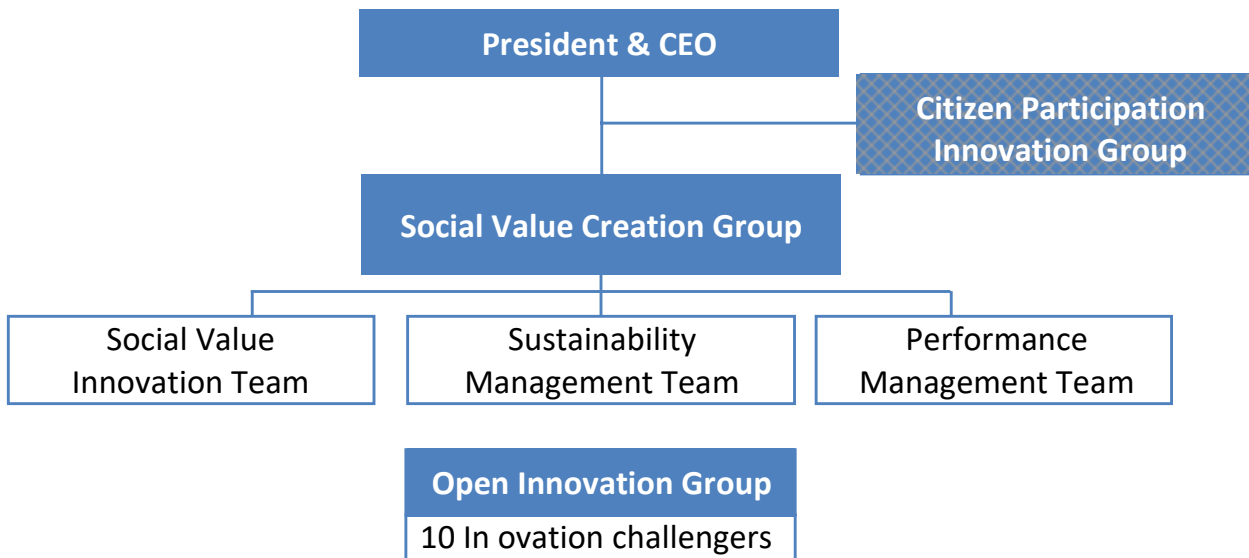 President & CEO
Citizen Participation
Innovation Group
Social Value Creation Group
Social Value
Innovation Team
Sustainability
Management Team
Performance
Management Team
Open Innovation Group
10 In ovation challengers